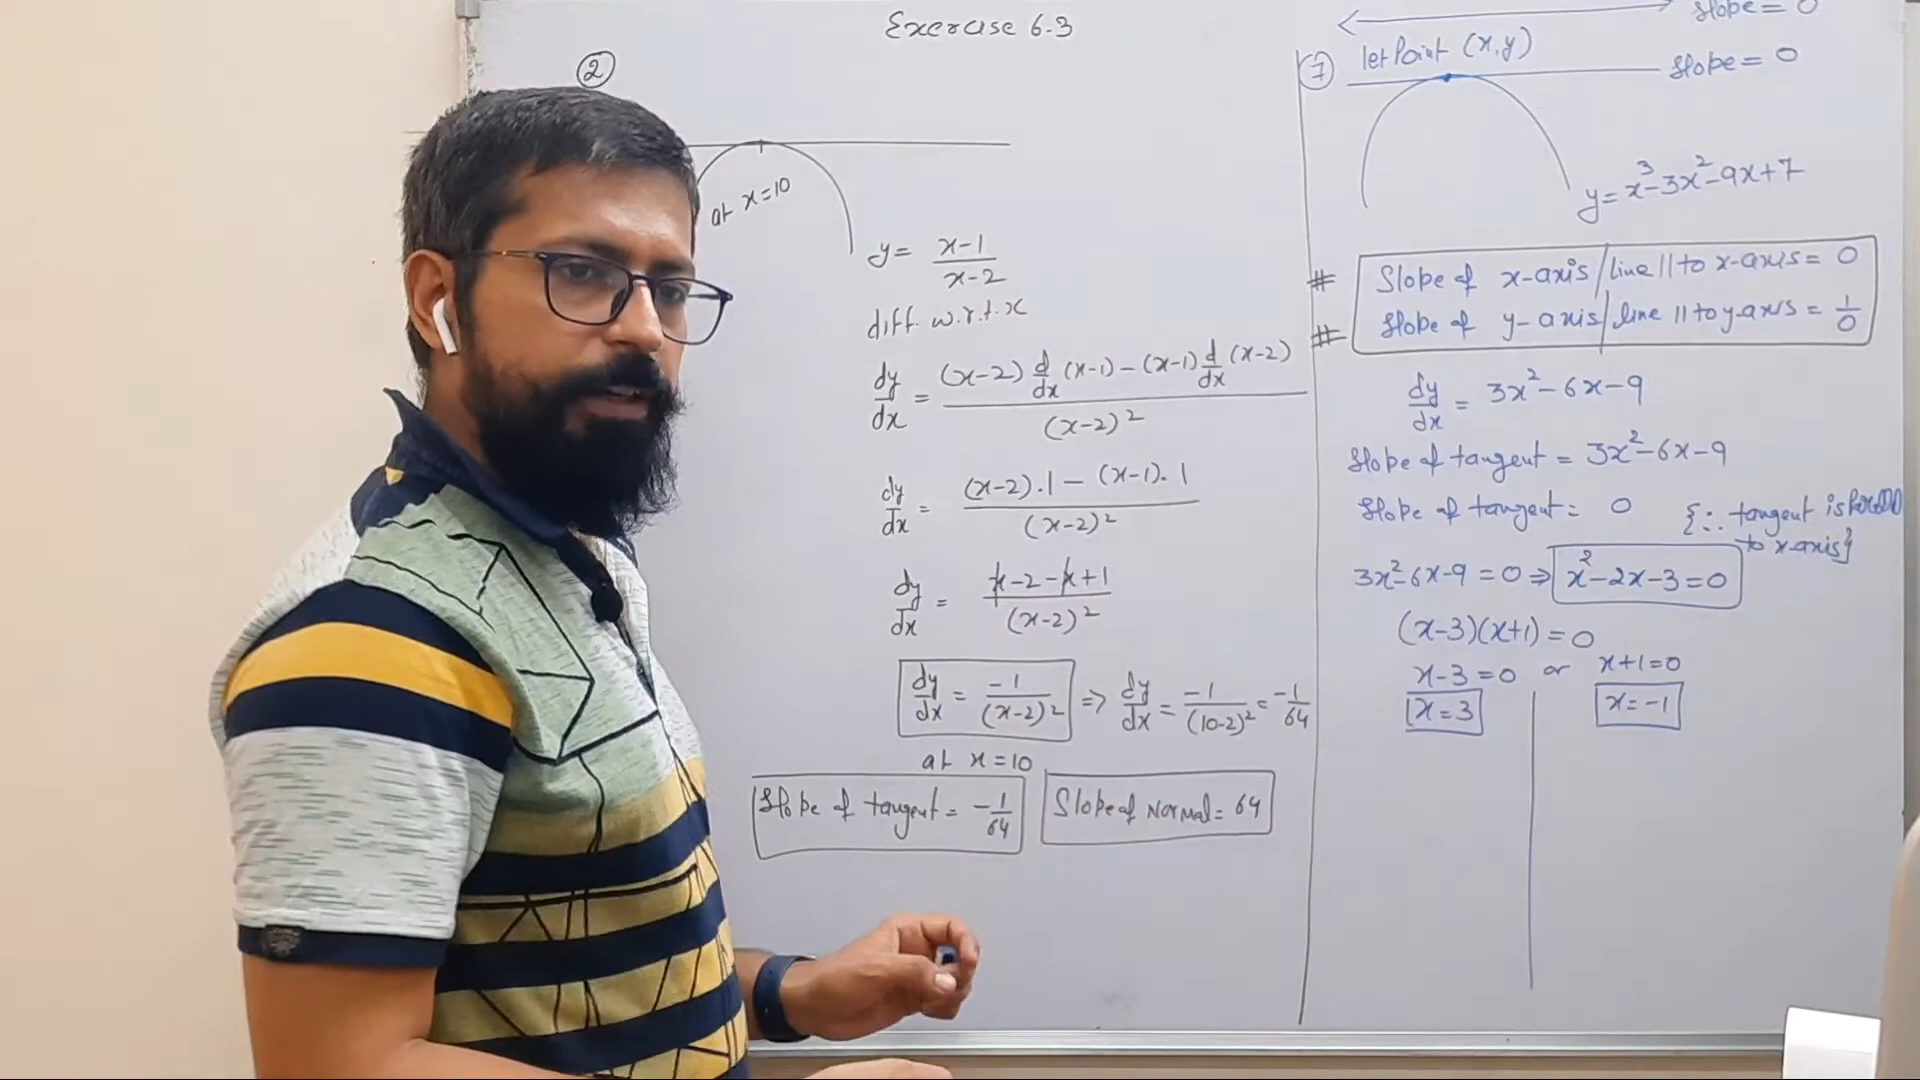 Exercise 6.3
②
at x=10
y= x-1/x-2
diff. w.r.t. x
dy/dx = (x-2) d/dx (x-1) - (x-1) d/dx (x-2) / (x-2)²
dy/dx = (x-2).1 - (x-1).1 / (x-2)²
dy/dx = x-2-x+1 / (x-2)²
dy/dx = -1/(x-2)² ⇒ dy/dx = -1/(10-2)² = -1/64
at x=10
Slope of tangent = -1/64
Slope of Normal = 64
Slope = 0
⑦ let Point (x,y)
Slope = 0
y= x³-3x²-9x+7
# Slope of x-axis/line || to x-axis = 0
# Slope of y-axis/line || to y-axis = 1/0
dy/dx = 3x²-6x-9
Slope of tangent = 3x²-6x-9
Slope of tangent = 0 {∵ tangent is
to x-axis}
3x²-6x-9 =0 ⇒ x²-2x-3=0
(x-3)(x+1) = 0
x-3=0 or x+1=0
x=3 x=-1